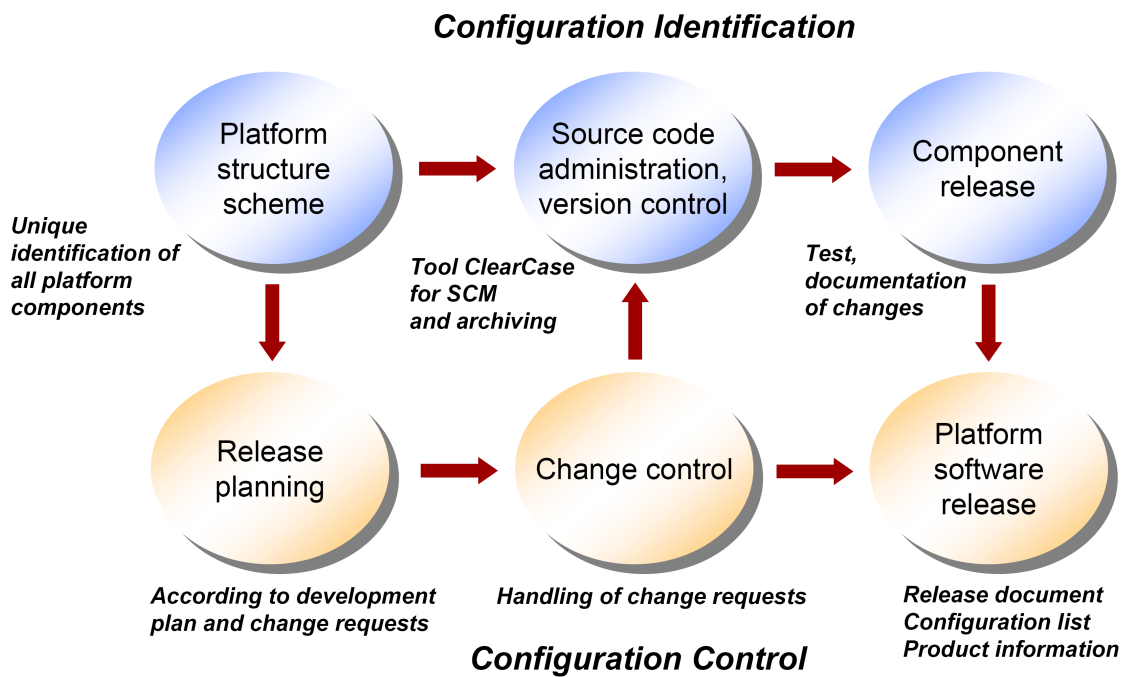 Configuration Identification
Platform
structure
scheme
Source code
administration,
version control
Component
release
Unique
identification of
all platform
components
Tool ClearCase
for SCM
and archiving
Test,
documentation
of changes
Release
planning
Change control
Platform
software
release
According to development
plan and change requests
Handling of change requests
Release document
Configuration list
Product information
Configuration Control